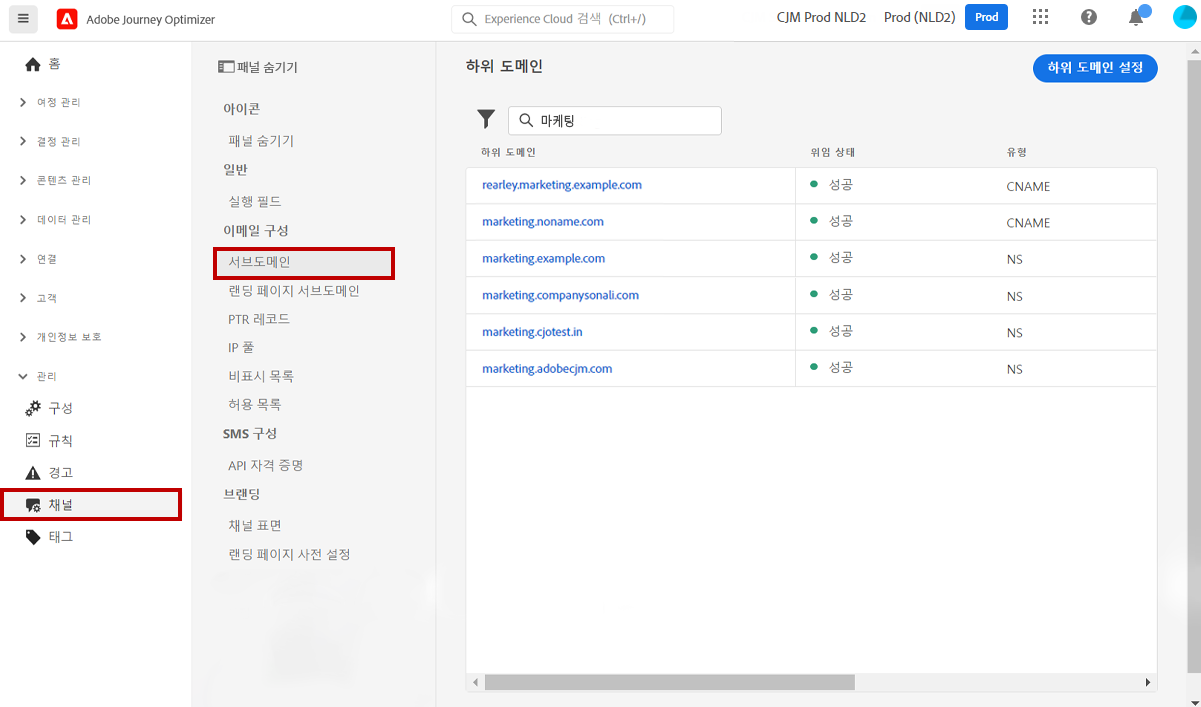 Adobe Journey Optimizer
Experience Cloud 검색 (Ctrl+/)
CJM Prod NLD2
Prod (NLD2)
Prod
홈
여정 관리
결정 관리
콘텐츠 관리
데이터 관리
연결
고객
개인정보 보호
관리
구성
규칙
경고
채널
태그
패널 숨기기
아이콘
패널 숨기기
일반
실행 필드
이메일 구성
서브도메인
랜딩 페이지 서브도메인
PTR 레코드
IP 풀
비표시 목록
허용 목록
SMS 구성
API 자격 증명
브랜딩
채널 표면
랜딩 페이지 사전 설정
하위 도메인
하위 도메인 설정
마케팅
하위 도메인 위임 상태 유형
rearley.marketing.example.com 성공 CNAME
marketing.noname.com 성공 CNAME
marketing.example.com 성공 NS
marketing.companysonali.com 성공 NS
marketing.cjotest.in 성공 NS
marketing.adobecjm.com 성공 NS